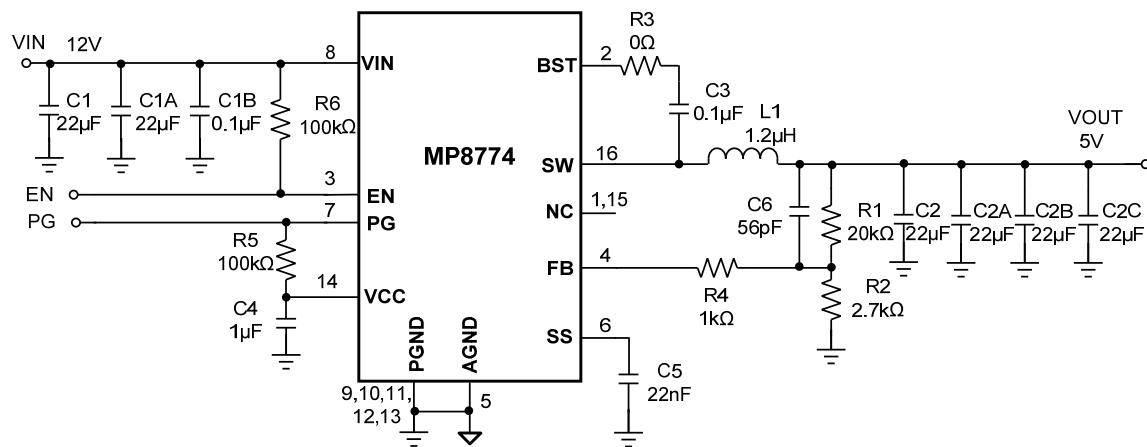 VIN
12V
C1
22µF
C1A
22µF
C1B
0.1µF
R6
100kΩ
EN
PG
R5
100kΩ
C4
1µF
8
3
7
14
VIN
EN
PG
VCC
MP8774
PGND
AGND
9,10,11,
12,13
5
BST
SW
NC
FB
SS
2
16
1,15
4
6
R3
0Ω
C3
0.1µF
L1
1.2µH
C6
56pF
R1
20kΩ
R4
1kΩ
R2
2.7kΩ
C5
22nF
C2
22µF
C2A
22µF
C2B
22µF
C2C
22µF
VOUT
5V